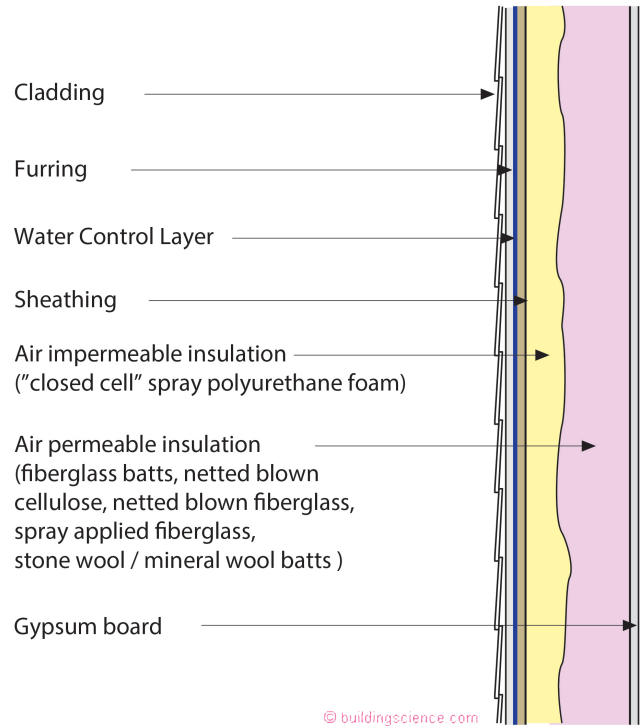 Cladding
Furring
Water Control Layer
Sheathing
Air impermeable insulation
(”closed cell” spray polyurethane foam)
Air permeable insulation
(fiberglass batts, netted blown
cellulose, netted blown fiberglass,
spray applied fiberglass,
stone wool / mineral wool batts )
Gypsum board
© buildingscience.com